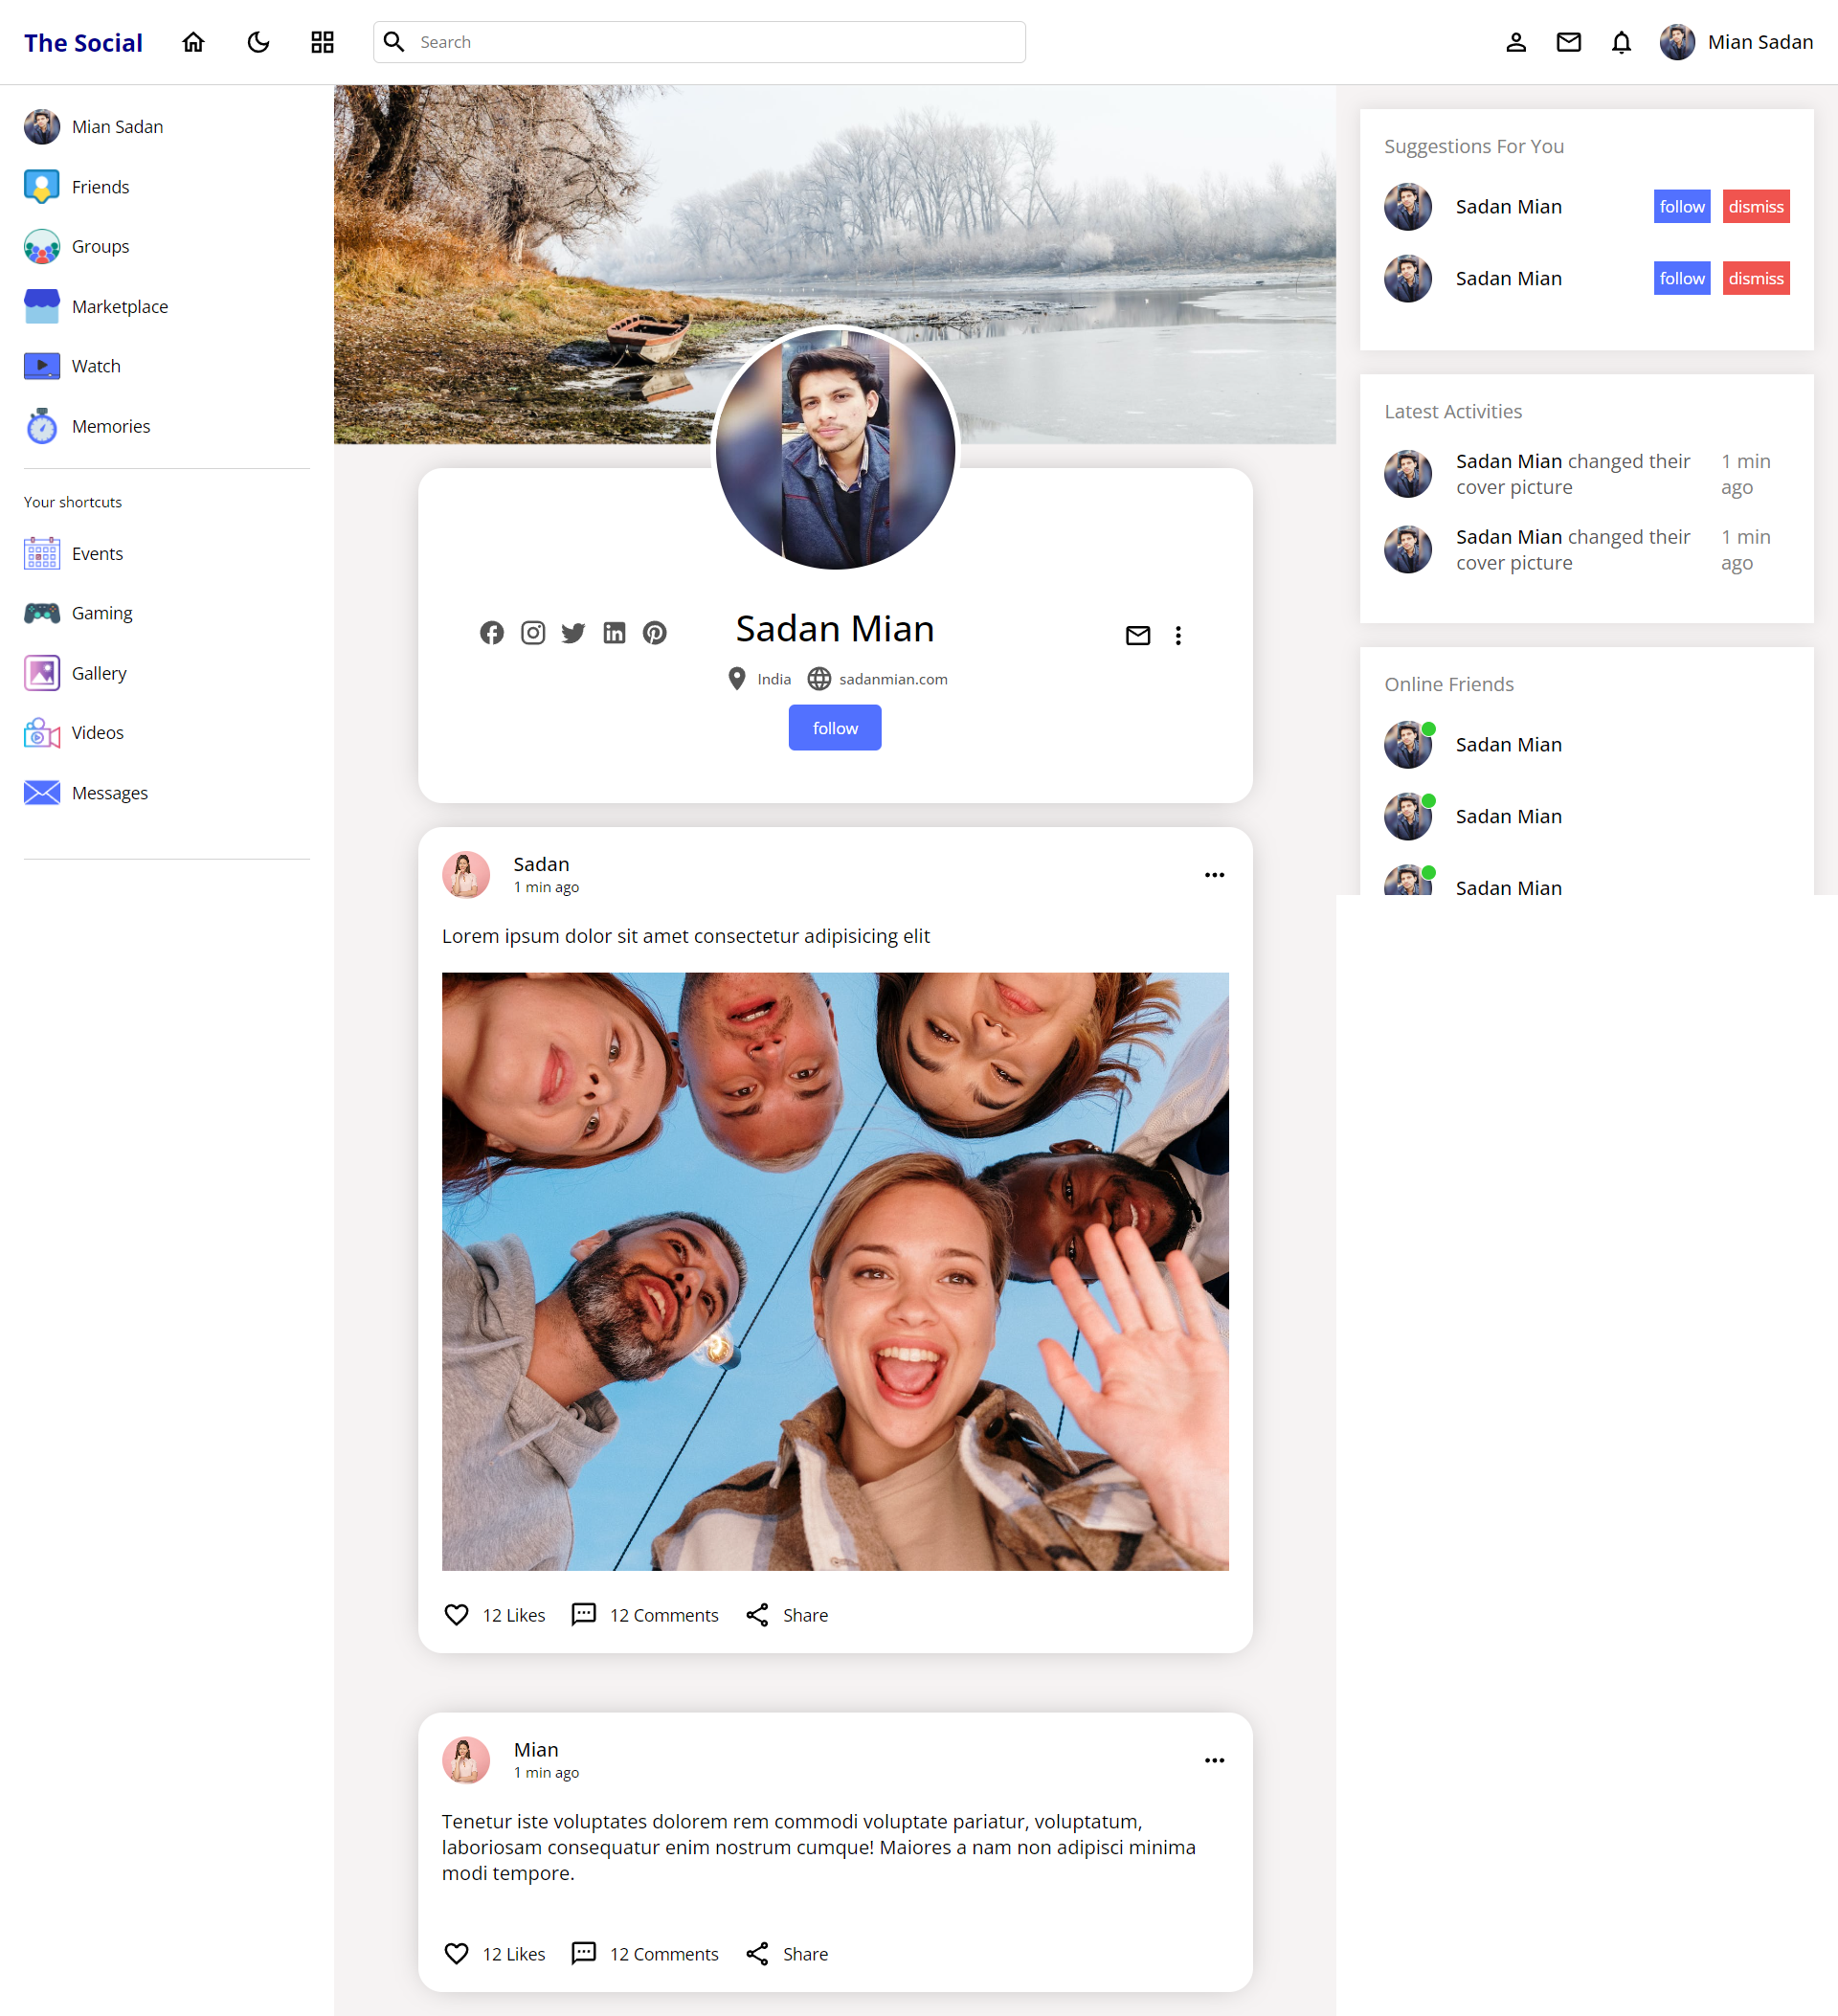 The Social
Search
Mian Sadan
Mian Sadan
Friends
Groups
Marketplace
Watch
Memories
Your shortcuts
Events
Gaming
Gallery
Videos
Messages
Sadan Mian
India
sadanmian.com
follow
Sadan
1 min ago
Lorem ipsum dolor sit amet consectetur adipisicing elit
12 Likes
12 Comments
Share
Mian
1 min ago
Tenetur iste voluptates dolorem rem commodi voluptate pariatur, voluptatum,
laboriosam consequatur enim nostrum cumque! Maiores a nam non adipisci minima
modi tempore.
12 Likes
12 Comments
Share
Suggestions For You
Sadan Mian
follow
dismiss
Sadan Mian
follow
dismiss
Latest Activities
Sadan Mian changed their
cover picture
1 min
ago
Sadan Mian changed their
cover picture
1 min
ago
Online Friends
Sadan Mian
Sadan Mian
Sadan Mian